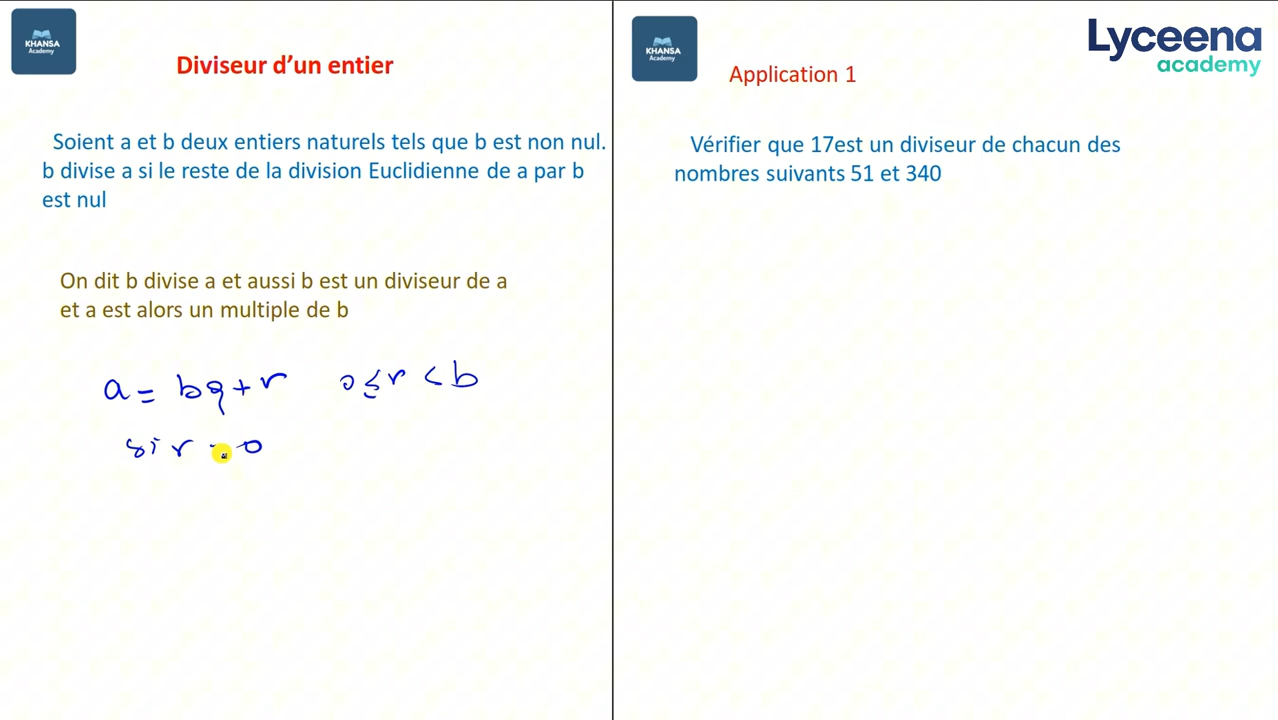 KHANSA
Academy
Diviseur d’un entier
Soient a et b deux entiers naturels tels que b est non nul.
b divise a si le reste de la division Euclidienne de a par b
est nul
On dit b divise a et aussi b est un diviseur de a
et a est alors un multiple de b
a = bq + r 0 ≤ r < b
si r = 0
KHANSA
Academy
Lyceena
academy
Application 1
Vérifier que 17est un diviseur de chacun des
nombres suivants 51 et 340